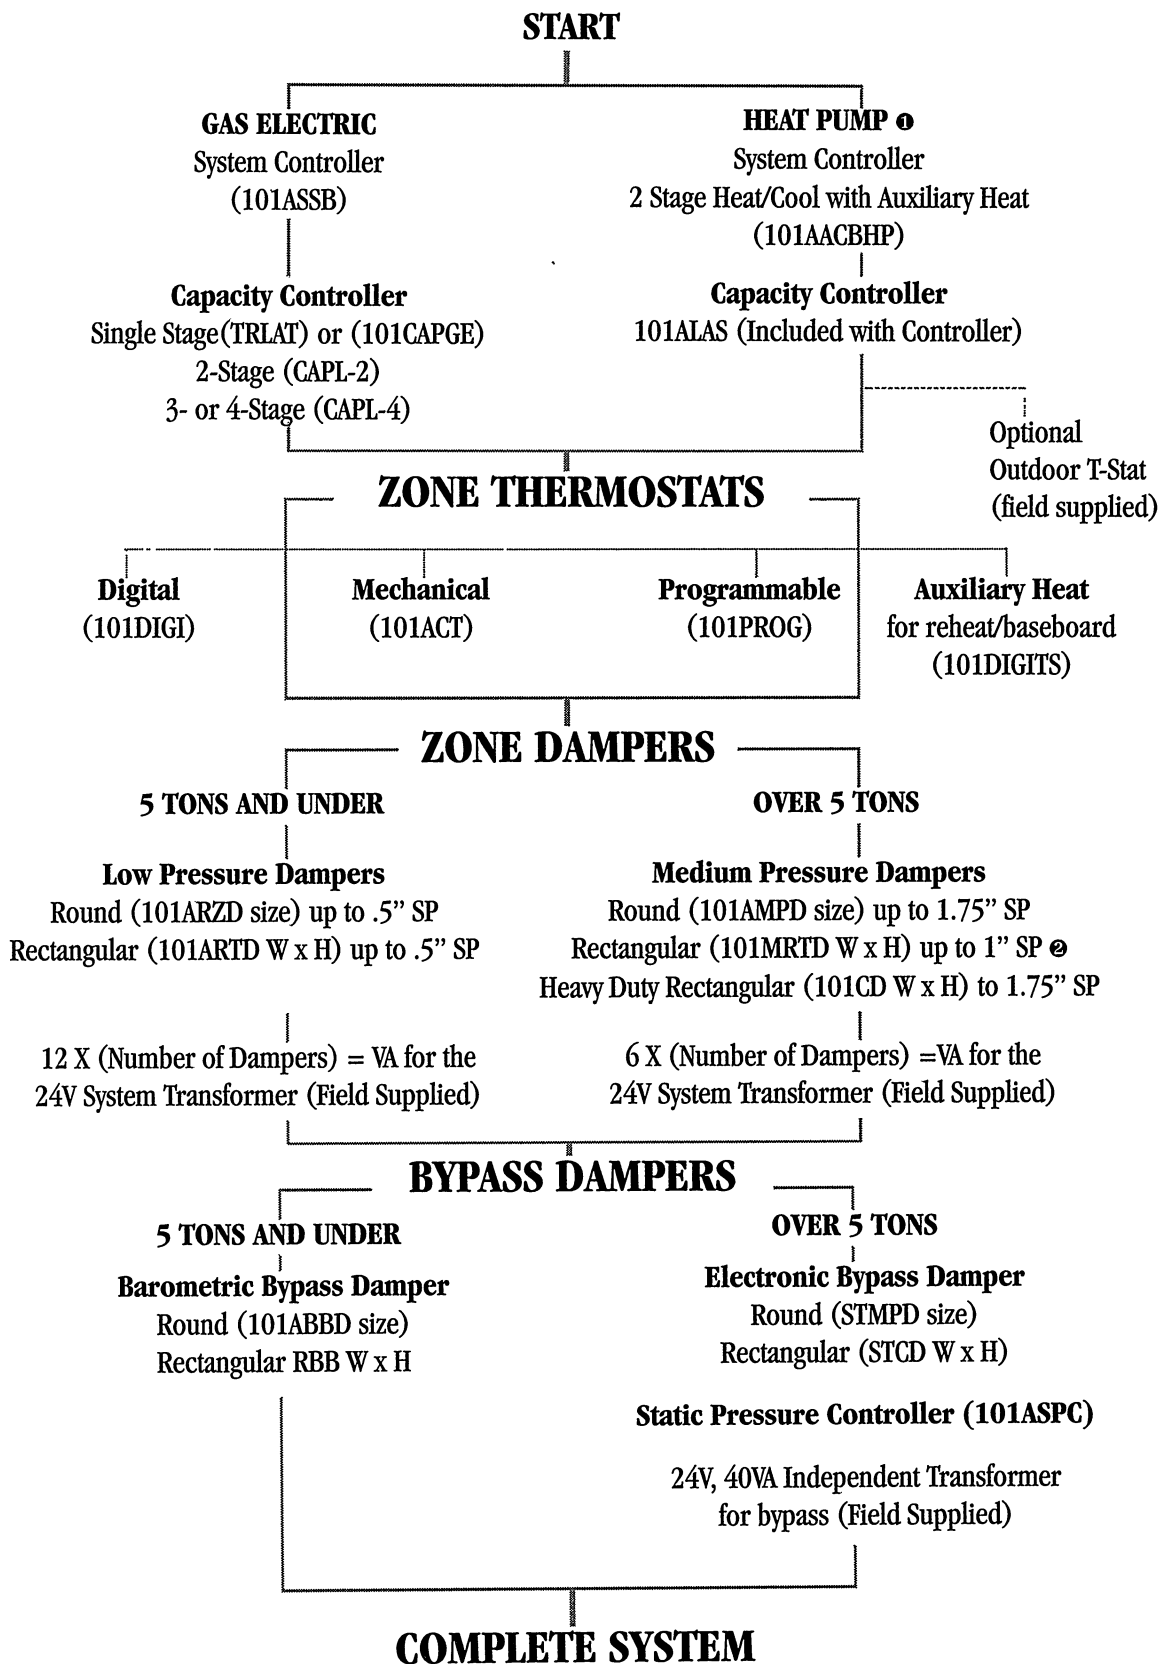 START
GAS ELECTRIC
System Controller
(101ASSB)
HEAT PUMP ❶
System Controller
2 Stage Heat/Cool with Auxiliary Heat
(101AACBHP)
Capacity Controller
Single Stage(TRLAT) or (101CAPGE)
2-Stage (CAPL-2)
3- or 4-Stage (CAPL-4)
Capacity Controller
101ALAS (Included with Controller)
Optional
Outdoor T-Stat
(field supplied)
ZONE THERMOSTATS
Digital
(101DIGI)
Mechanical
(101ACT)
Programmable
(101PROG)
Auxiliary Heat
for reheat/baseboard
(101DIGITS)
ZONE DAMPERS
5 TONS AND UNDER
Low Pressure Dampers
Round (101ARZD size) up to .5” SP
Rectangular (101ARTD W x H) up to .5” SP
12 X (Number of Dampers) = VA for the
24V System Transformer (Field Supplied)
OVER 5 TONS
Medium Pressure Dampers
Round (101AMPD size) up to 1.75” SP
Rectangular (101MRTD W x H) up to 1” SP ❷
Heavy Duty Rectangular (101CD W x H) to 1.75” SP
6 X (Number of Dampers) =VA for the
24V System Transformer (Field Supplied)
BYPASS DAMPERS
5 TONS AND UNDER
Barometric Bypass Damper
Round (101ABBD size)
Rectangular RBB W x H
OVER 5 TONS
Electronic Bypass Damper
Round (STMPD size)
Rectangular (STCD W x H)
Static Pressure Controller (101ASPC)
24V, 40VA Independent Transformer
for bypass (Field Supplied)
COMPLETE SYSTEM